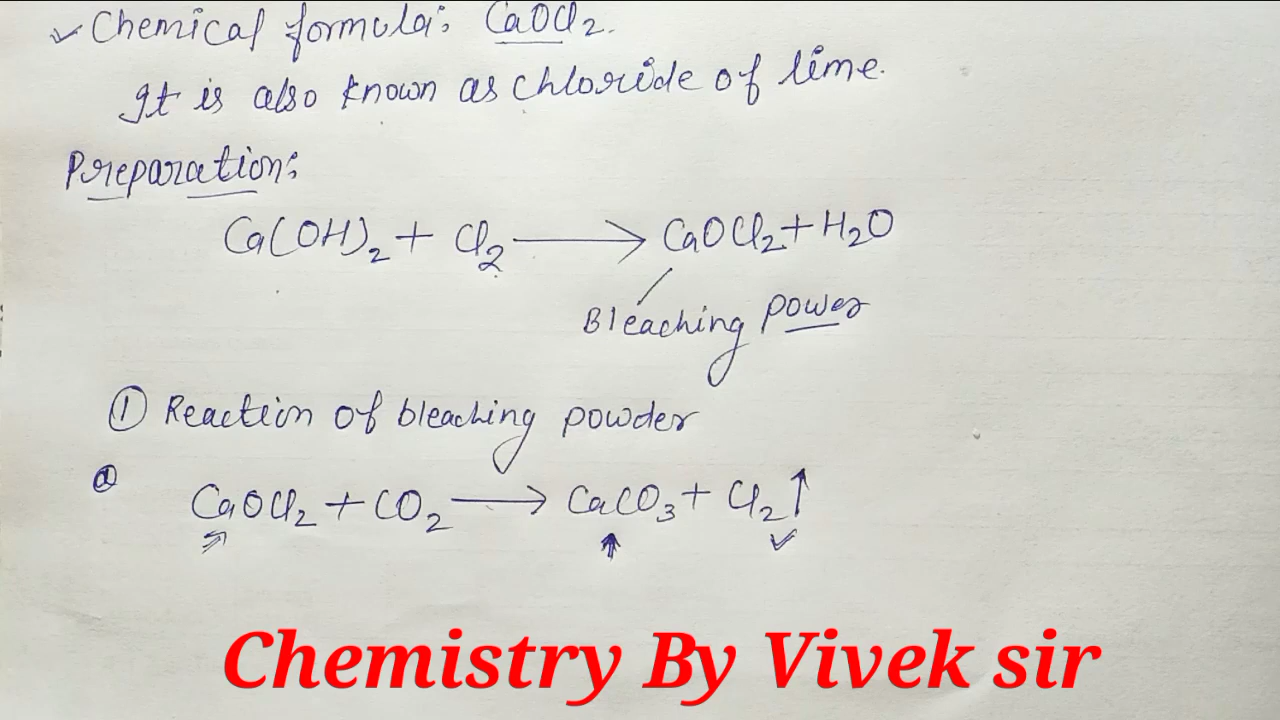 ✓ Chemical formula: CaOCl₂.
It is also known as chloride of lime.
Preparation:
Ca(OH)₂ + Cl₂ ⟶ CaOCl₂ + H₂O
Bleaching power
① Reaction of bleaching powder
ⓐ
CaOCl₂ + CO₂ ⟶ CaCO₃ + Cl₂↑
Chemistry By Vivek sir